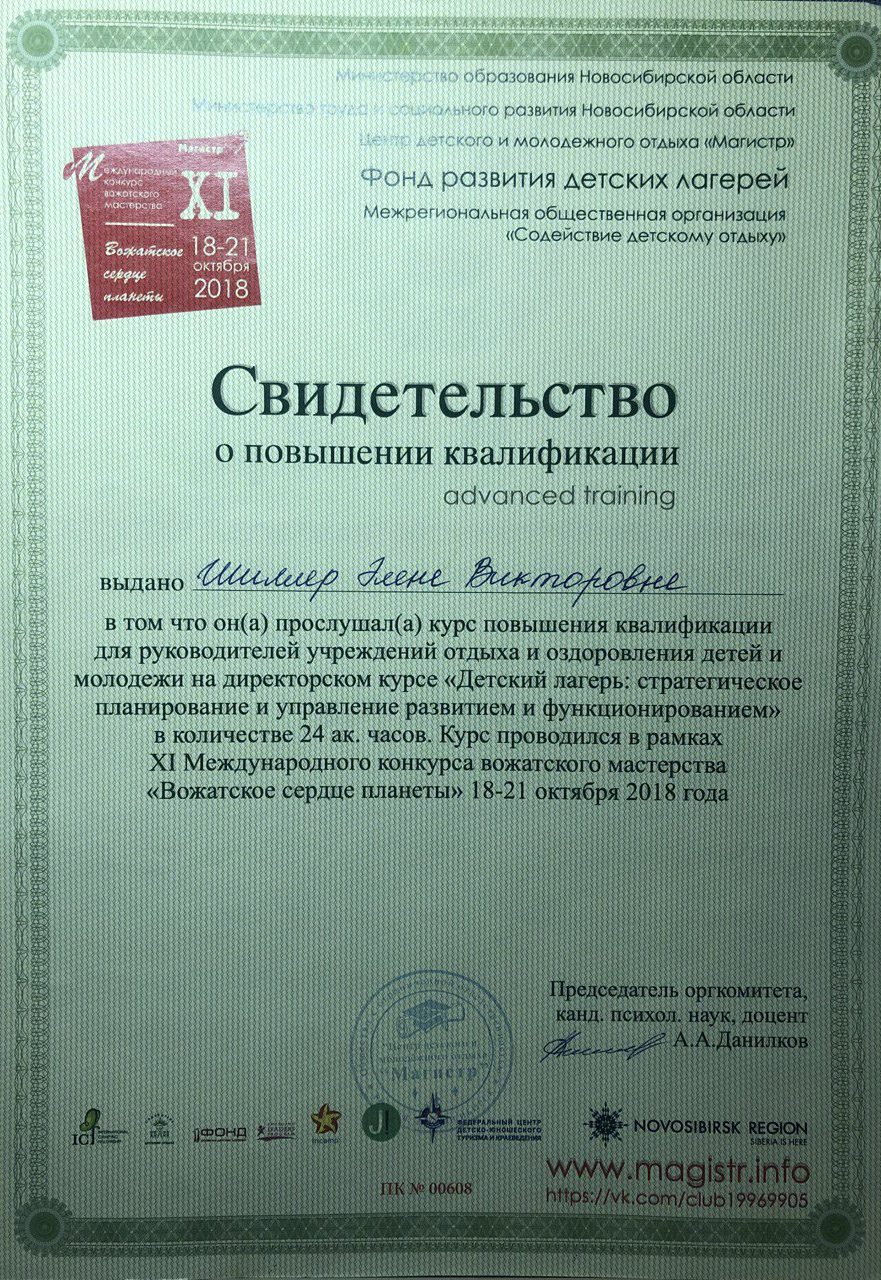 Министерство образования Новосибирской области
Министерство труда и социального развития Новосибирской области
Центр детского и молодежного отдыха «Магистр»
Фонд развития детских лагерей
Межрегиональная общественная организация
«Содействие детскому отдыху»
Магистр
Международный
конкурс
вожатского
мастерства
XI
Вожатское
сердце
планеты
18-21
октября
2018
Свидетельство
о повышении квалификации
advanced training
выдано Шиллер Элене Викторовне
в том что он(а) прослушал(а) курс повышения квалификации
для руководителей учреждений отдыха и оздоровления детей и
молодежи на директорском курсе «Детский лагерь: стратегическое
планирование и управление развитием и функционированием»
в количестве 24 ак. часов. Курс проводился в рамках
XI Международного конкурса вожатского мастерства
«Вожатское сердце планеты» 18-21 октября 2018 года
Председатель оргкомитета,
канд. психол. наук, доцент
А.А.Данилков
"Центр детского и
молодежного отдыха
"Магистр"
ФОНД
ФЕДЕРАЛЬНЫЙ ЦЕНТР
ДЕТСКО-ЮНОШЕСКОГО
ТУРИЗМА И КРАЕВЕДЕНИЯ
NOVOSIBIRSK REGION
SIBERIA IS HERE
www.magistr.info
https://vk.com/club19969905
ПК № 00608